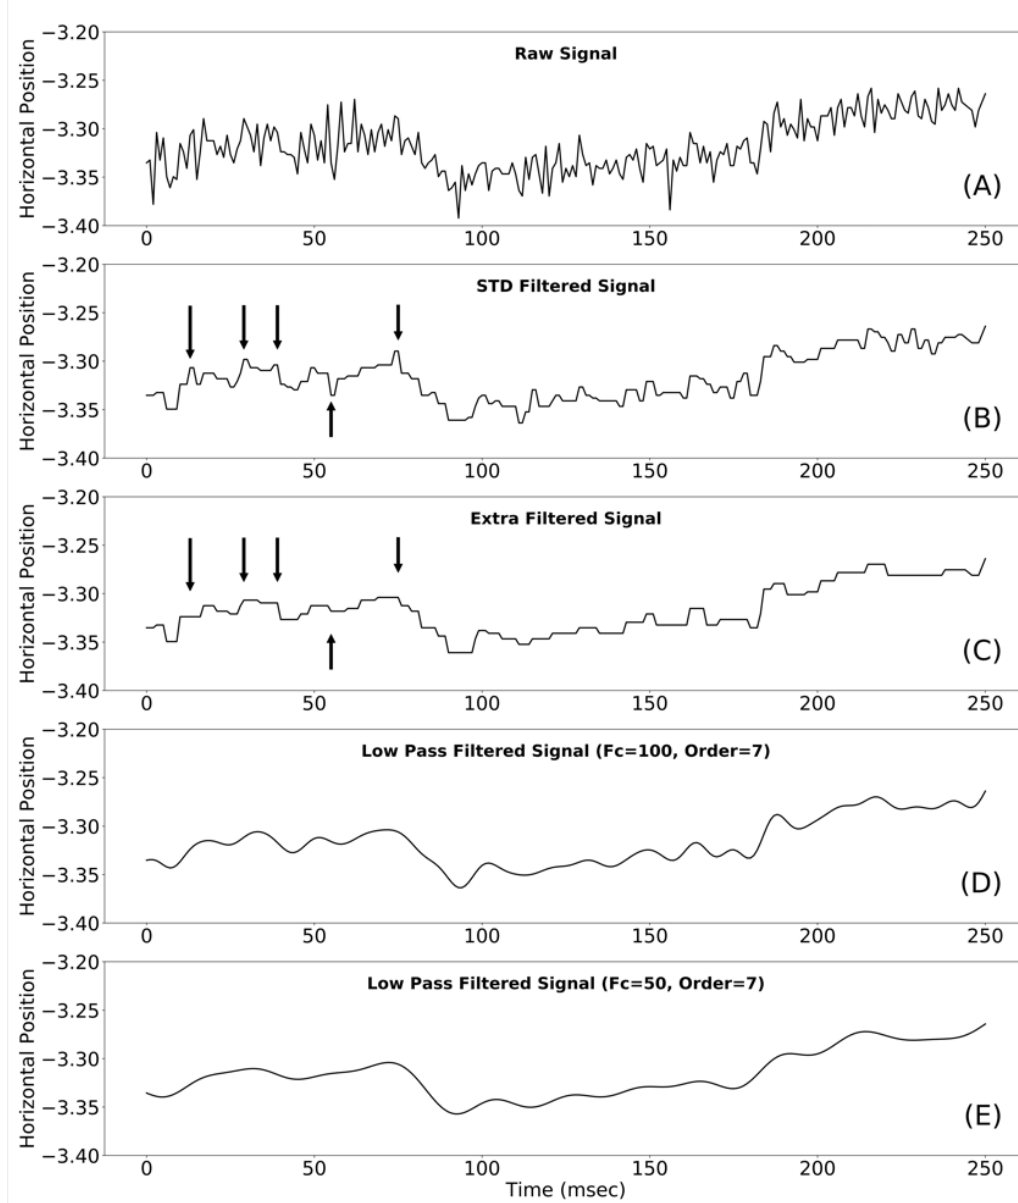 Raw Signal
Horizontal Position
−3.20
−3.25
−3.30
−3.35
−3.40
0 50 100 150 200 250
(A)
STD Filtered Signal
Horizontal Position
−3.20
−3.25
−3.30
−3.35
−3.40
0 50 100 150 200 250
(B)
Extra Filtered Signal
Horizontal Position
−3.20
−3.25
−3.30
−3.35
−3.40
0 50 100 150 200 250
(C)
Low Pass Filtered Signal (Fc=100, Order=7)
Horizontal Position
−3.20
−3.25
−3.30
−3.35
−3.40
0 50 100 150 200 250
(D)
Low Pass Filtered Signal (Fc=50, Order=7)
Horizontal Position
−3.20
−3.25
−3.30
−3.35
−3.40
0 50 100 150 200 250
(E)
Time (msec)